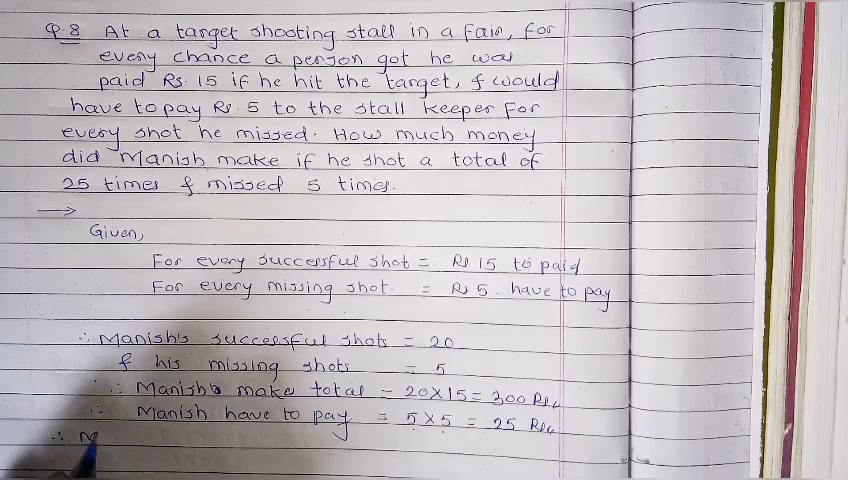 Q.8 At a target shooting stall in a fair, for
every chance a person got he was
paid Rs. 15 if he hit the target, & would
have to pay Rs. 5 to the stall keeper for
every shot he missed. How much money
did Manish make if he shot a total of
25 times & missed 5 times.
→
Given,
For every successful shot = Rs 15 to paid
For every missing shot. = Rs 5. have to pay
∴ Manish's successful shots = 20
& his missing shots = 5
∴ Manish's make total = 20×15 = 300 Rs.
∴ Manish have to pay = 5×5 = 25 Rs.
∴ M